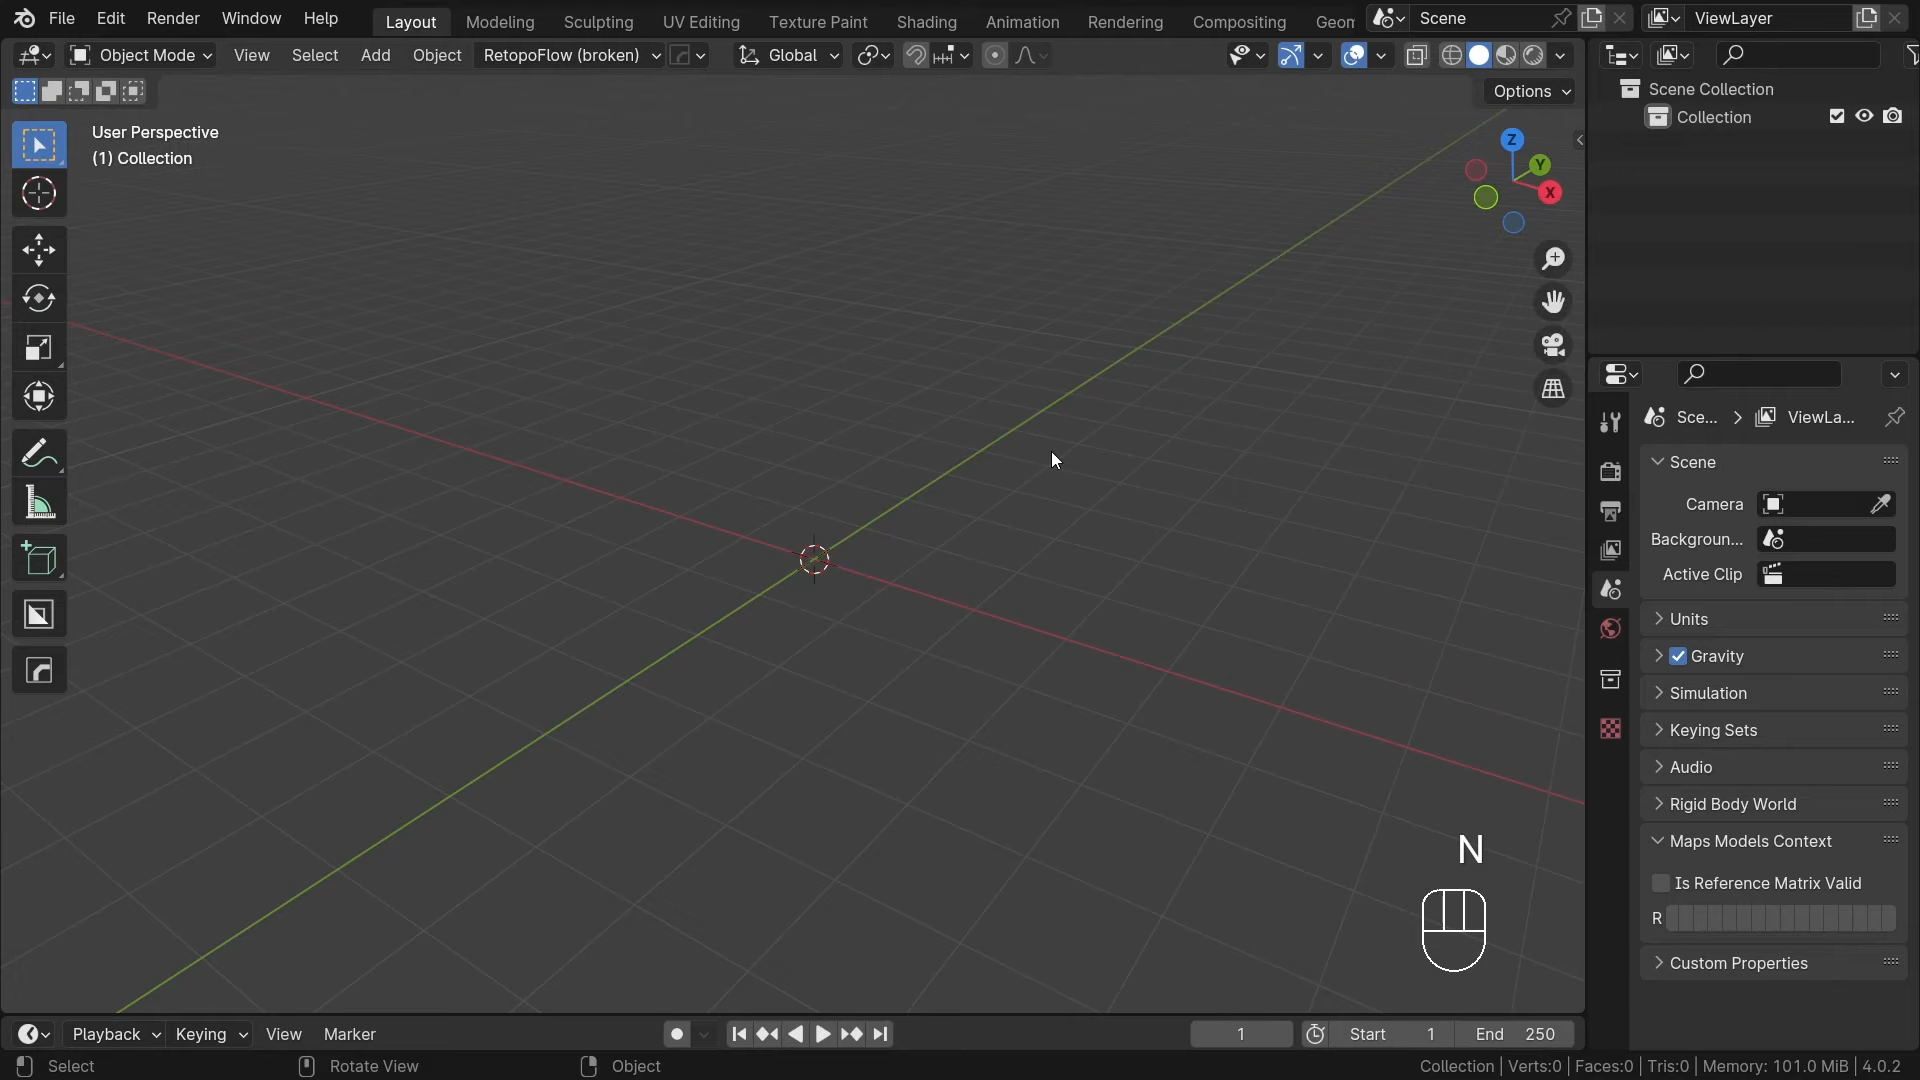 File Edit Render Window Help Layout Modeling Sculpting UV Editing Texture Paint Shading Animation Rendering Compositing Geon Scene ViewLayer
Object Mode View Select Add Object RetopoFlow (broken) Global
Options
User Perspective
(1) Collection
Z
Y
X
Scene Collection
Collection
Sce... > ViewLa...
Scene
Camera
Backgroun...
Active Clip
Units
Gravity
Simulation
Keying Sets
Audio
Rigid Body World
Maps Models Context
Is Reference Matrix Valid
R
Custom Properties
N
Playback Keying View Marker 1 Start 1 End 250
Select Rotate View Object Collection | Verts:0 | Faces:0 | Tris:0 | Memory: 101.0 MiB | 4.0.2